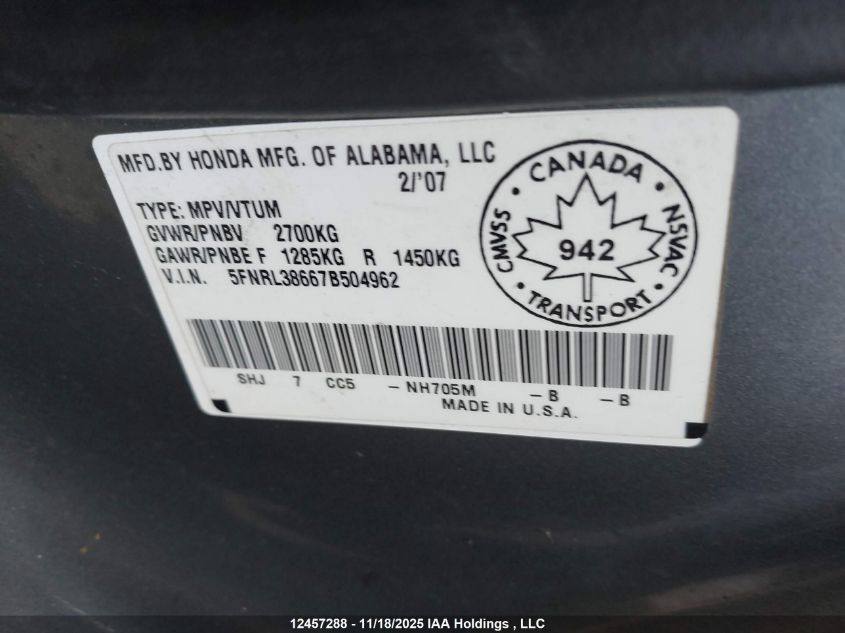 MFD.BY HONDA MFG. OF ALABAMA, LLC
2/'07
TYPE: MPV/VTUM
GVWR/PNBV 2700KG
GAWR/PNBE F 1285KG R 1450KG
V.I.N. 5FNRL38667B504962
CANADA
CMVSS
942
NSVAC
TRANSPORT
SHJ 7 CC5 -NH705M -B -B
MADE IN U.S.A.
12457288 - 11/18/2025 IAA Holdings , LLC